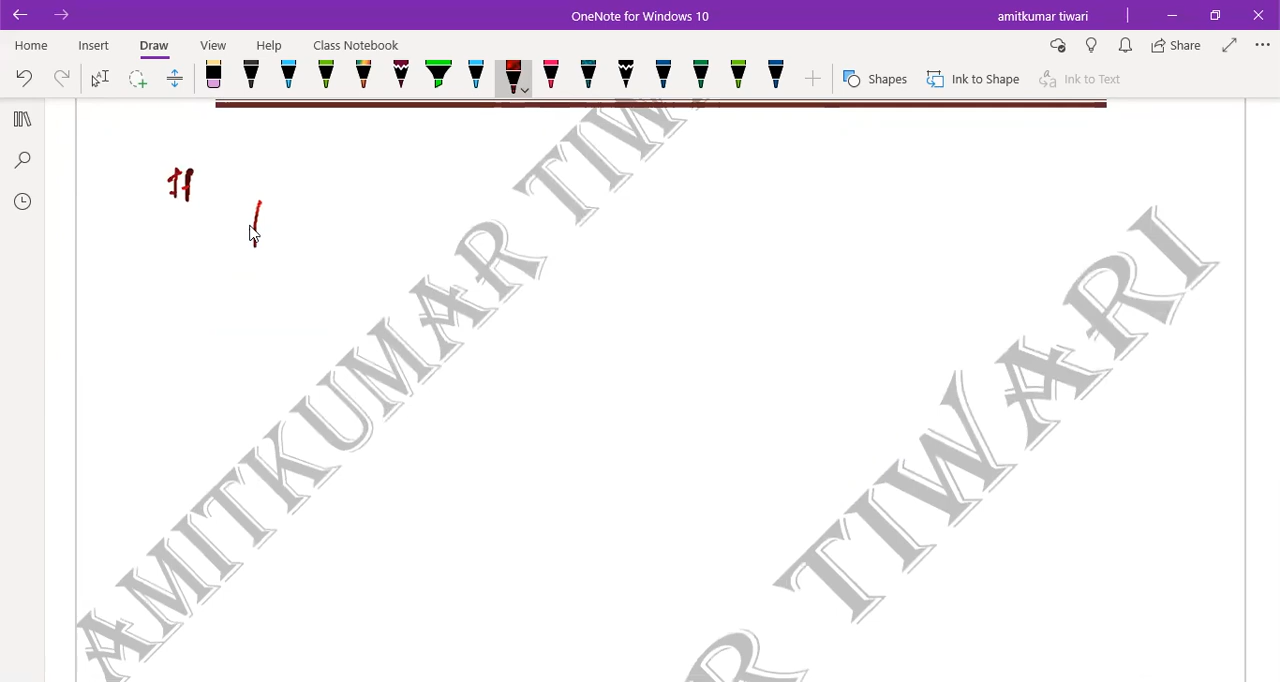 OneNote for Windows 10
amitkumar tiwari
Home Insert Draw View Help Class Notebook
Share
Shapes Ink to Shape Ink to Text
AMITKUMAR TIWARI
TIWARI